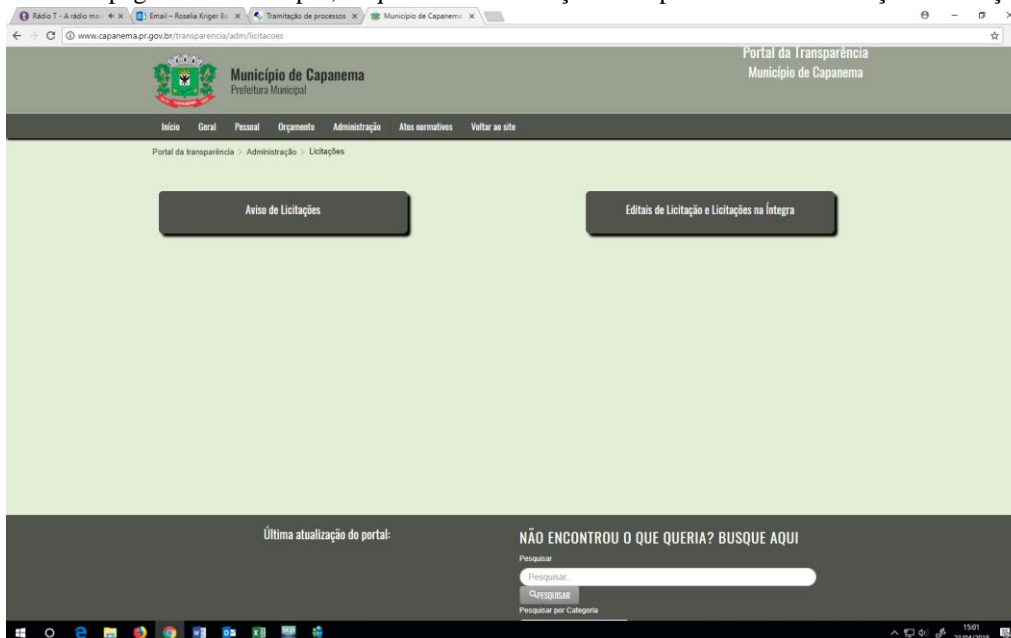 Rádio T - A rádio ma
Email – Roselia Kriger Be
Tramitação de processos
Município de Capanema
www.capanema.pr.gov.br/transparencia/adm/licitacoes
Portal da Transparência
Município de Capanema
Município de Capanema
Prefeitura Municipal
Início Geral Pessoal Orçamento Administração Atos normativos Voltar ao site
Portal da transparência > Administração > Licitações
Aviso de Licitações
Editais de Licitação e Licitações na Íntegra
Última atualização do portal:
NÃO ENCONTROU O QUE QUERIA? BUSQUE AQUI
Pesquisar
Pesquisar...
PESQUISAR
Pesquisar por Categoria
15:01